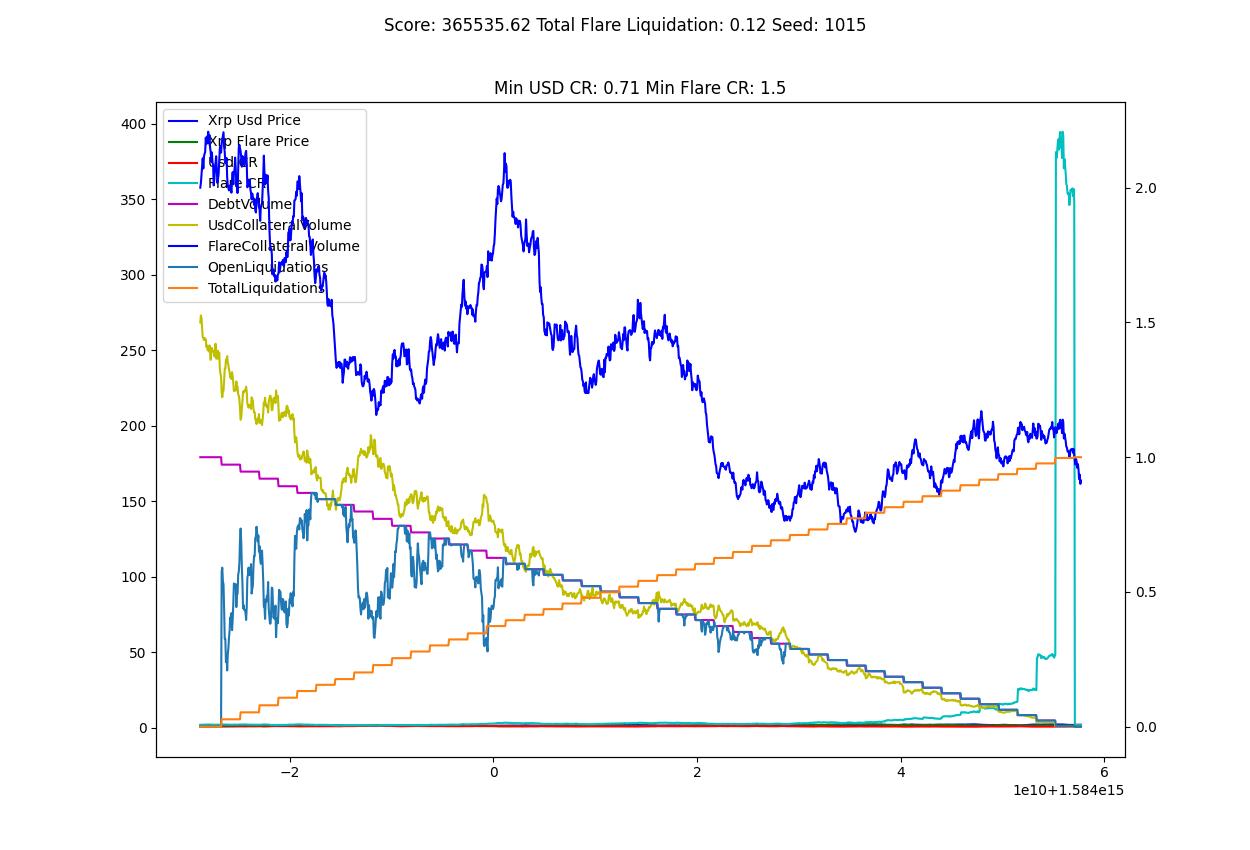 Score: 365535.62 Total Flare Liquidation: 0.12 Seed: 1015
Min USD CR: 0.71 Min Flare CR: 1.5
Xrp Usd Price
Xrp Flare Price
Usd CR
Flare CR
DebtVolume
UsdCollateralVolume
FlareCollateralVolume
OpenLiquidations
TotalLiquidations
400
350
300
250
200
150
100
50
0
2.0
1.5
1.0
0.5
0.0
−2
0
2
4
6
1e10+1.584e15